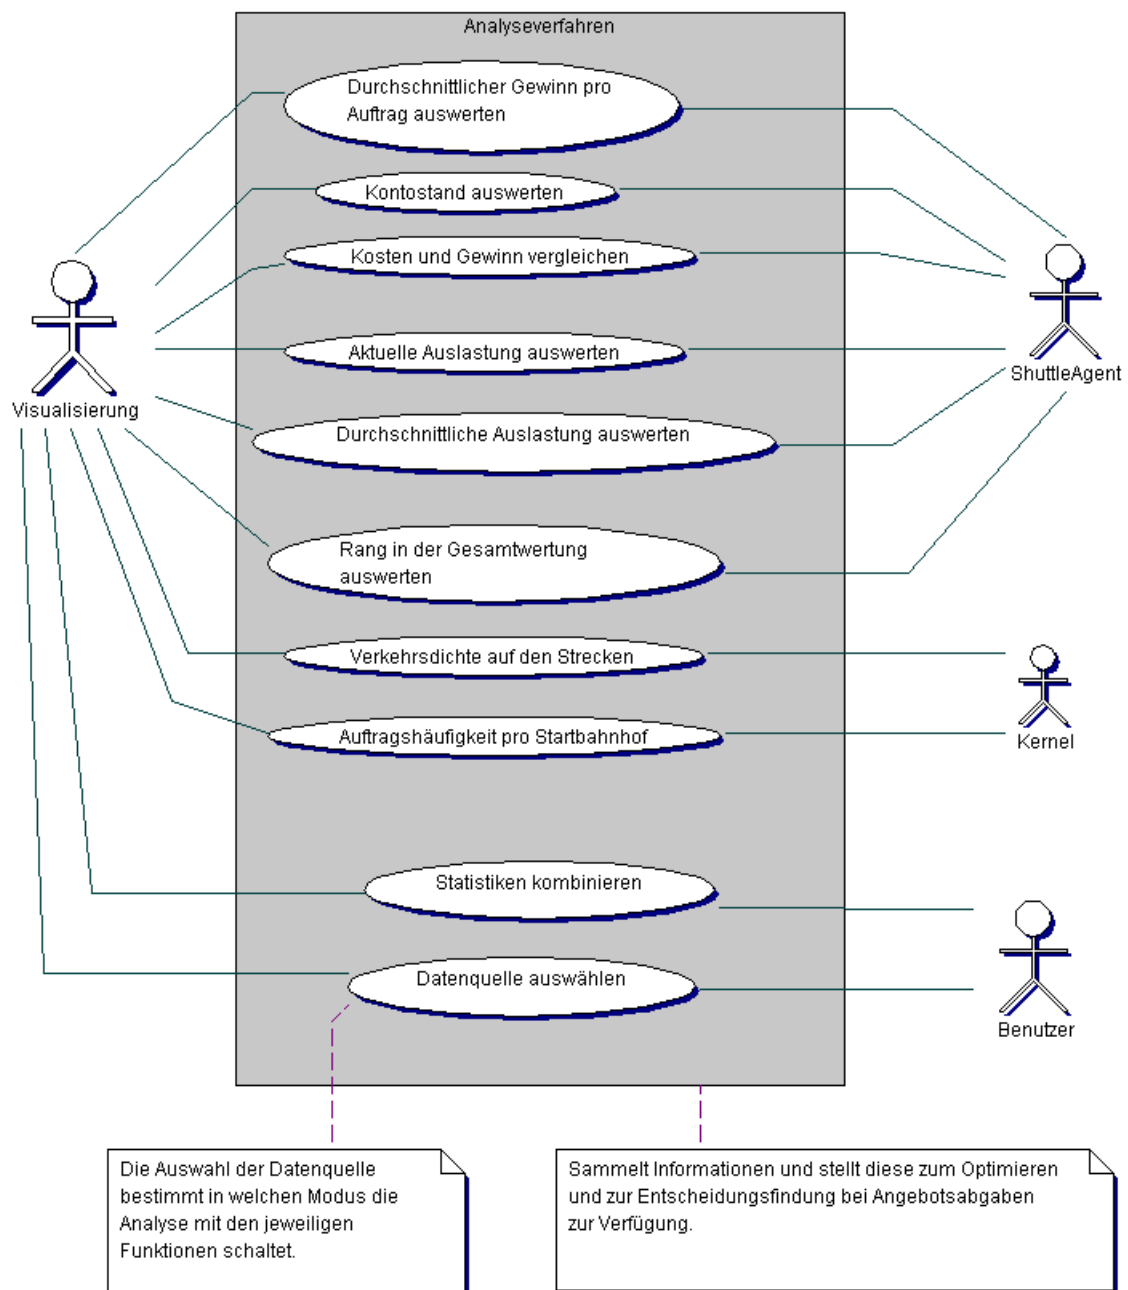 Analyseverfahren
Durchschnittlicher Gewinn pro
Auftrag auswerten
Kontostand auswerten
Kosten und Gewinn vergleichen
Aktuelle Auslastung auswerten
ShuttleAgent
Visualisierung
Durchschnittliche Auslastung auswerten
Rang in der Gesamtwertung
auswerten
Verkehrsdichte auf den Strecken
Auftragshäufigkeit pro Startbahnhof
Kernel
Statistiken kombinieren
Datenquelle auswählen
Benutzer
Die Auswahl der Datenquelle
bestimmt in welchen Modus die
Analyse mit den jeweiligen
Funktionen schaltet.
Sammelt Informationen und stellt diese zum Optimieren
und zur Entscheidungsfindung bei Angebotsabgaben
zur Verfügung.